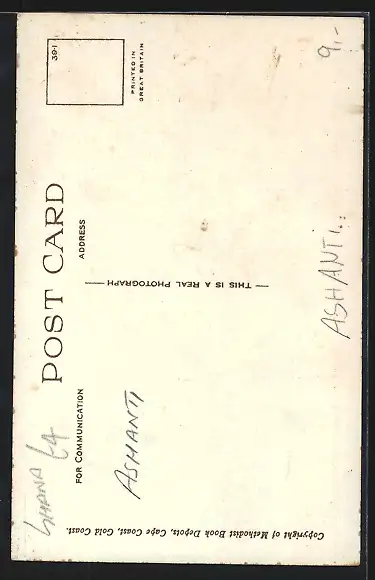 GHANA
64
POST CARD
FOR COMMUNICATION
ADDRESS
39-1
PRINTED IN
GREAT BRITAIN
THIS IS A REAL PHOTOGRAPH
ASHANTI
ASHANTI
9,-
Copyright of Methodist Book Depots, Cape Coast, Gold Coast.